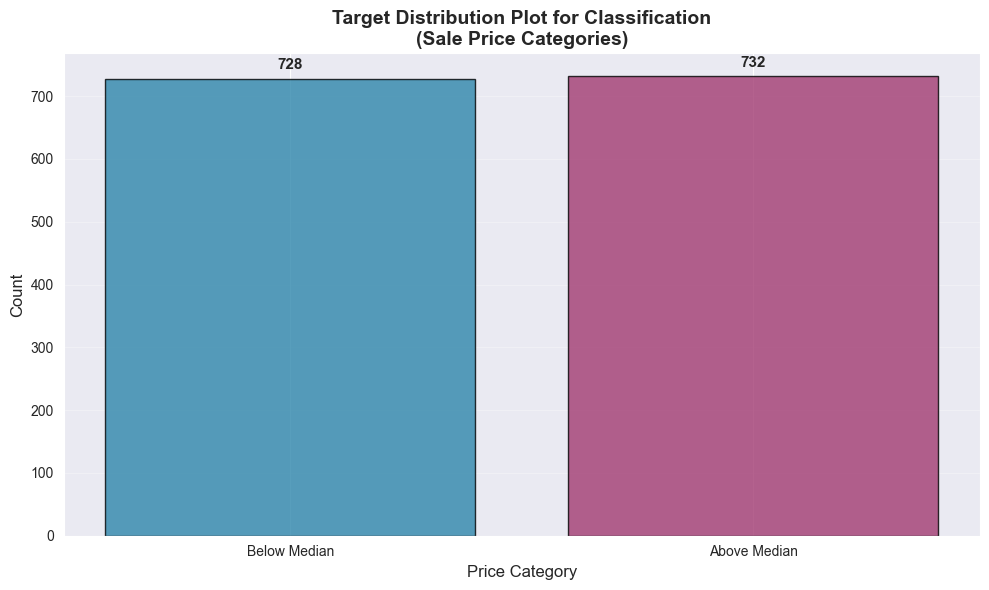 Target Distribution Plot for Classification
(Sale Price Categories)
728
732
700
600
500
400
300
200
100
0
Count
Below Median
Above Median
Price Category